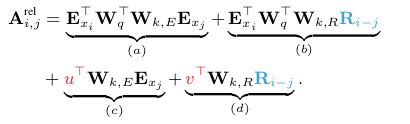 A^{rel}_{i,j} = E^⊤_{x_i} W^⊤_q W_{k,E} E_{x_j} + E^⊤_{x_i} W^⊤_q W_{k,R} R_{i−j}
(a) (b)
+ u^⊤ W_{k,E} E_{x_j} + v^⊤ W_{k,R} R_{i−j} .
(c) (d)